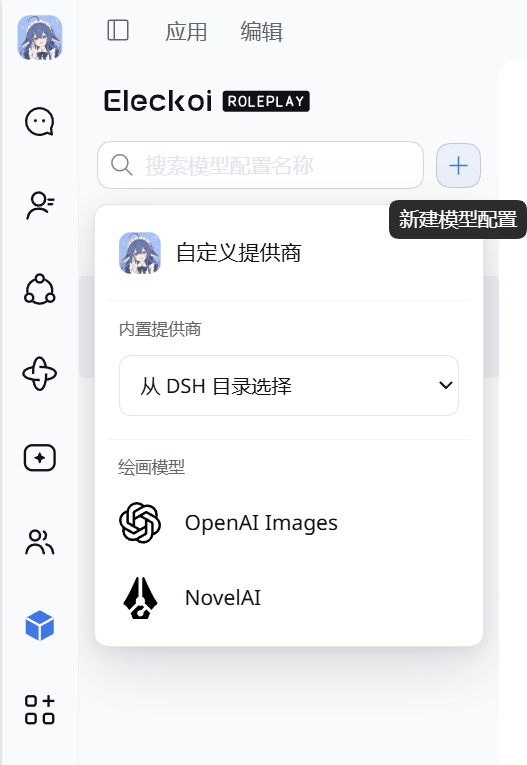 应用 编辑
Eleckoi ROLEPLAY
搜索模型配置名称
新建模型配置
自定义提供商
内置提供商
从 DSH 目录选择
绘画模型
OpenAI Images
NovelAI